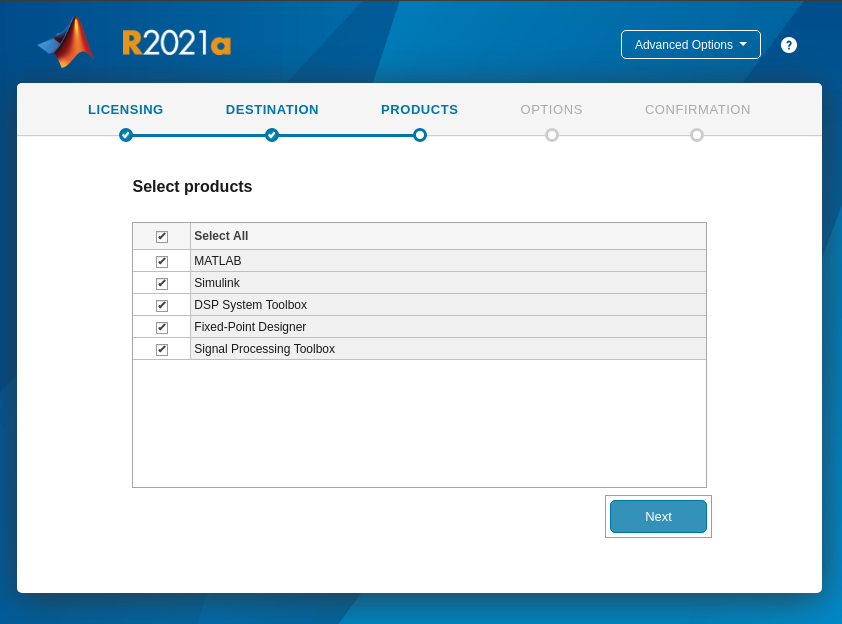 R2021a
Advanced Options
?
LICENSING DESTINATION PRODUCTS OPTIONS CONFIRMATION
Select products
Select All
MATLAB
Simulink
DSP System Toolbox
Fixed-Point Designer
Signal Processing Toolbox
Next